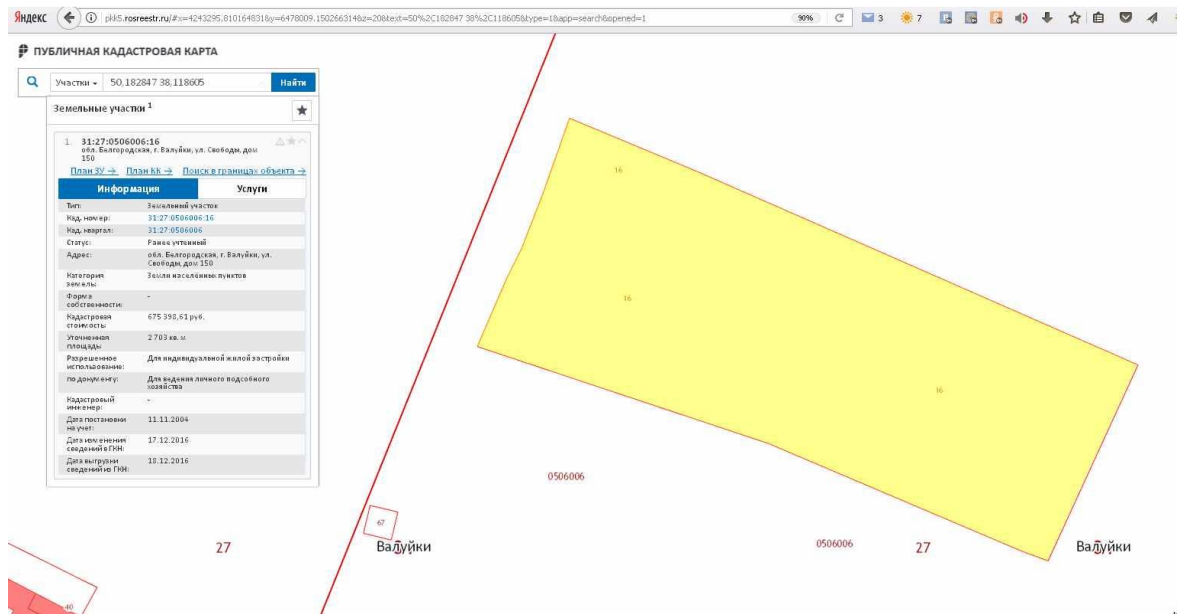 Яндекс
pkk5.rosreestr.ru/#x=4243295.810164831&y=6478009.150266314&z=20&text=50%2C182847 38%2C118605&type=1&app=search&opened=1
90%
3
7
ПУБЛИЧНАЯ КАДАСТРОВАЯ КАРТА
Участки
50,182847 38,118605
Найти
Земельные участки 1
1. 31:27:0506006:16
обл. Белгородская, г. Валуйки, ул. Свободы, дом
150
План ЗУ → План КК → Поиск в границах объекта →
Информация Услуги
Тип: Земельный участок
Кад. номер: 31:27:0506006:16
Кад. квартал: 31:27:0506006
Статус: Ранее учтенный
Адрес: обл. Белгородская, г. Валуйки, ул.
Свободы, дом 150
Категория Земли населённых пунктов
земель:
Форма -
собственности:
Кадастровая 675 398,61 руб.
стоимость:
Уточненная 2 703 кв. м
площадь:
Разрешенное Для индивидуальной жилой застройки
использование:
по документу: Для ведения личного подсобного
хозяйства
Кадастровый -
инженер:
Дата постановки 11.11.2004
на учет:
Дата изменения 17.12.2016
сведений в ГКН:
Дата выгрузки 18.12.2016
сведений из ГКН:
16
16
16
0506006
67
27
Валуйки
0506006
27
Валуйки
40